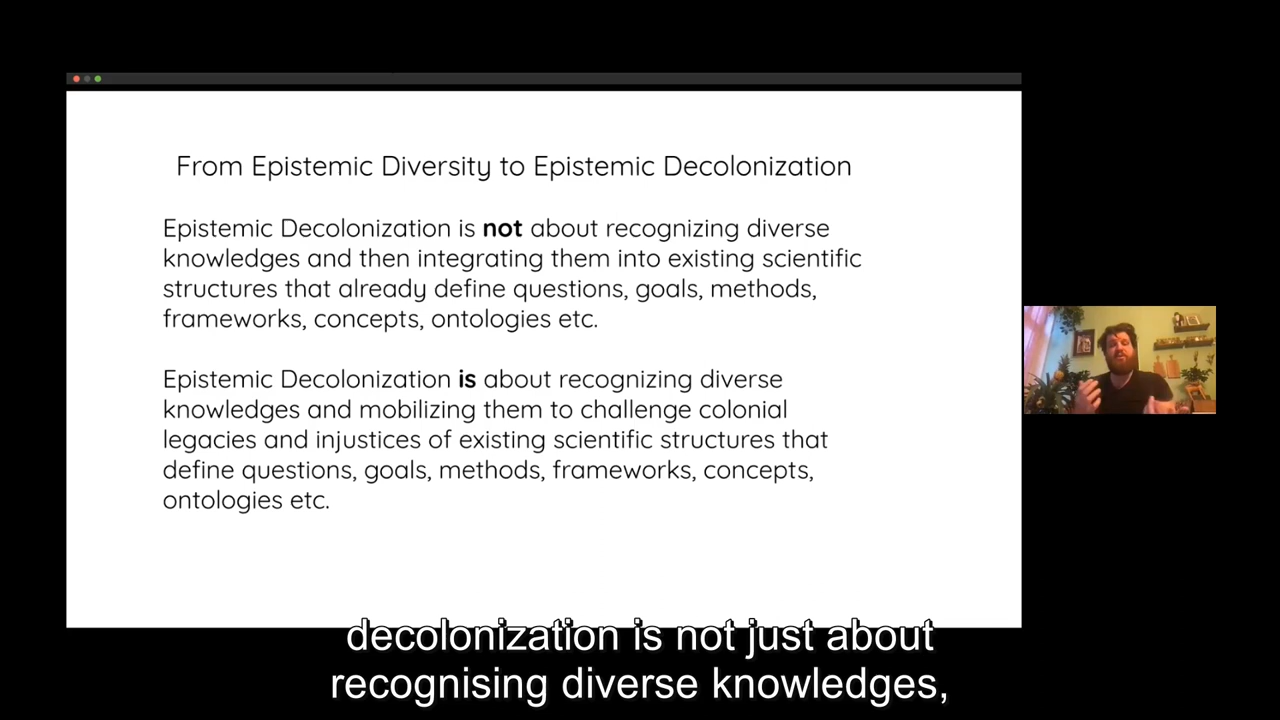 From Epistemic Diversity to Epistemic Decolonization
Epistemic Decolonization is not about recognizing diverse
knowledges and then integrating them into existing scientific
structures that already define questions, goals, methods,
frameworks, concepts, ontologies etc.
Epistemic Decolonization is about recognizing diverse
knowledges and mobilizing them to challenge colonial
legacies and injustices of existing scientific structures that
define questions, goals, methods, frameworks, concepts,
ontologies etc.
decolonization is not just about
recognising diverse knowledges,